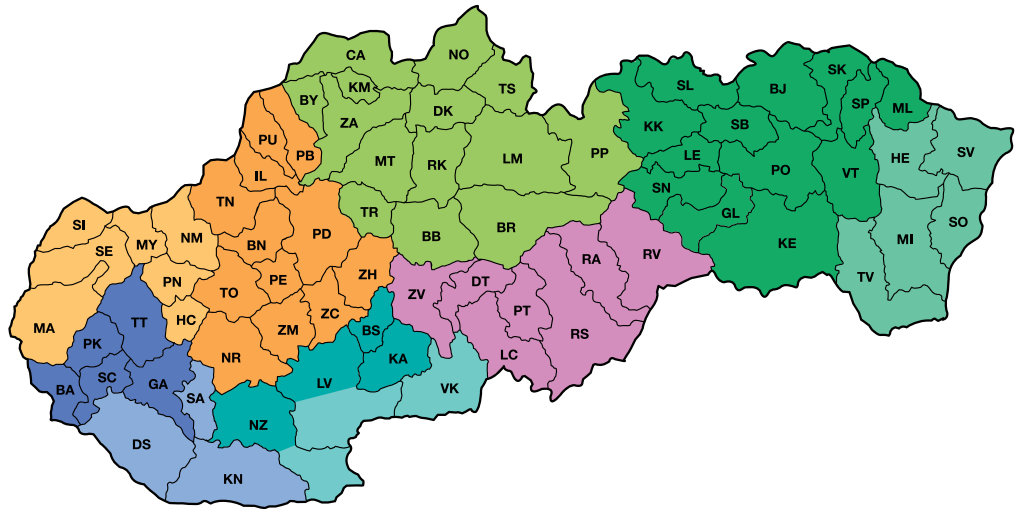 NO
CA
KM
TS
SL
BJ
SK
BY
DK
SP
ML
ZA
SB
KK
PU
PB
MT
RK
LM
PP
LE
HE
SV
IL
PO
VT
SN
TN
TR
GL
SI
SE
MY
NM
BN
PD
BB
BR
KE
MI
SO
RA
RV
PN
PE
ZH
DT
TV
TO
ZV
PT
MA
TT
HC
ZM
ZC
BS
RS
PK
NR
KA
LC
SC
GA
BA
LV
VK
SA
NZ
DS
KN